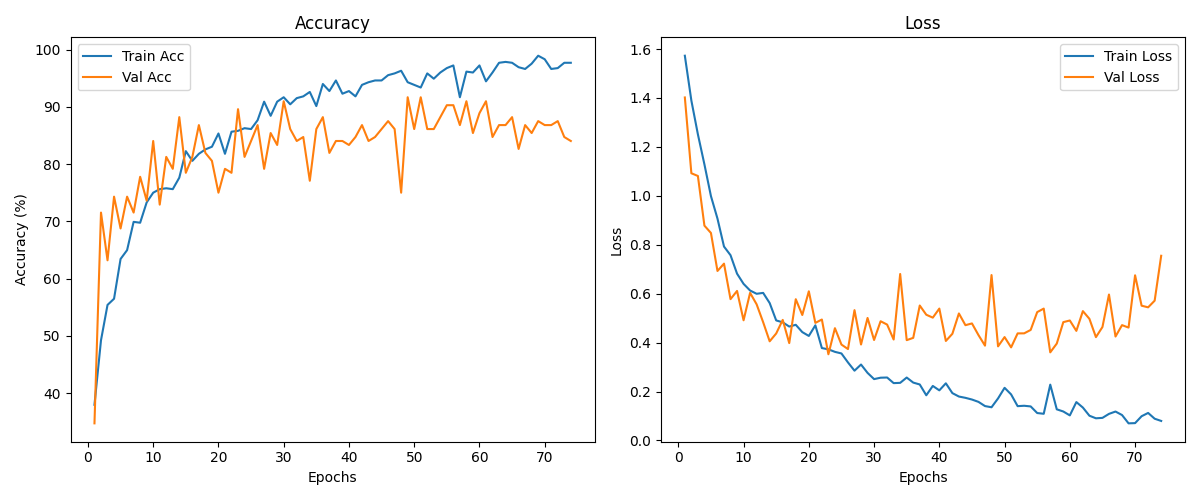 Accuracy
Train Acc
Val Acc
Accuracy (%)
100
90
80
70
60
50
40
0 10 20 30 40 50 60 70
Epochs
Loss
Train Loss
Val Loss
Loss
1.6
1.4
1.2
1.0
0.8
0.6
0.4
0.2
0.0
0 10 20 30 40 50 60 70
Epochs